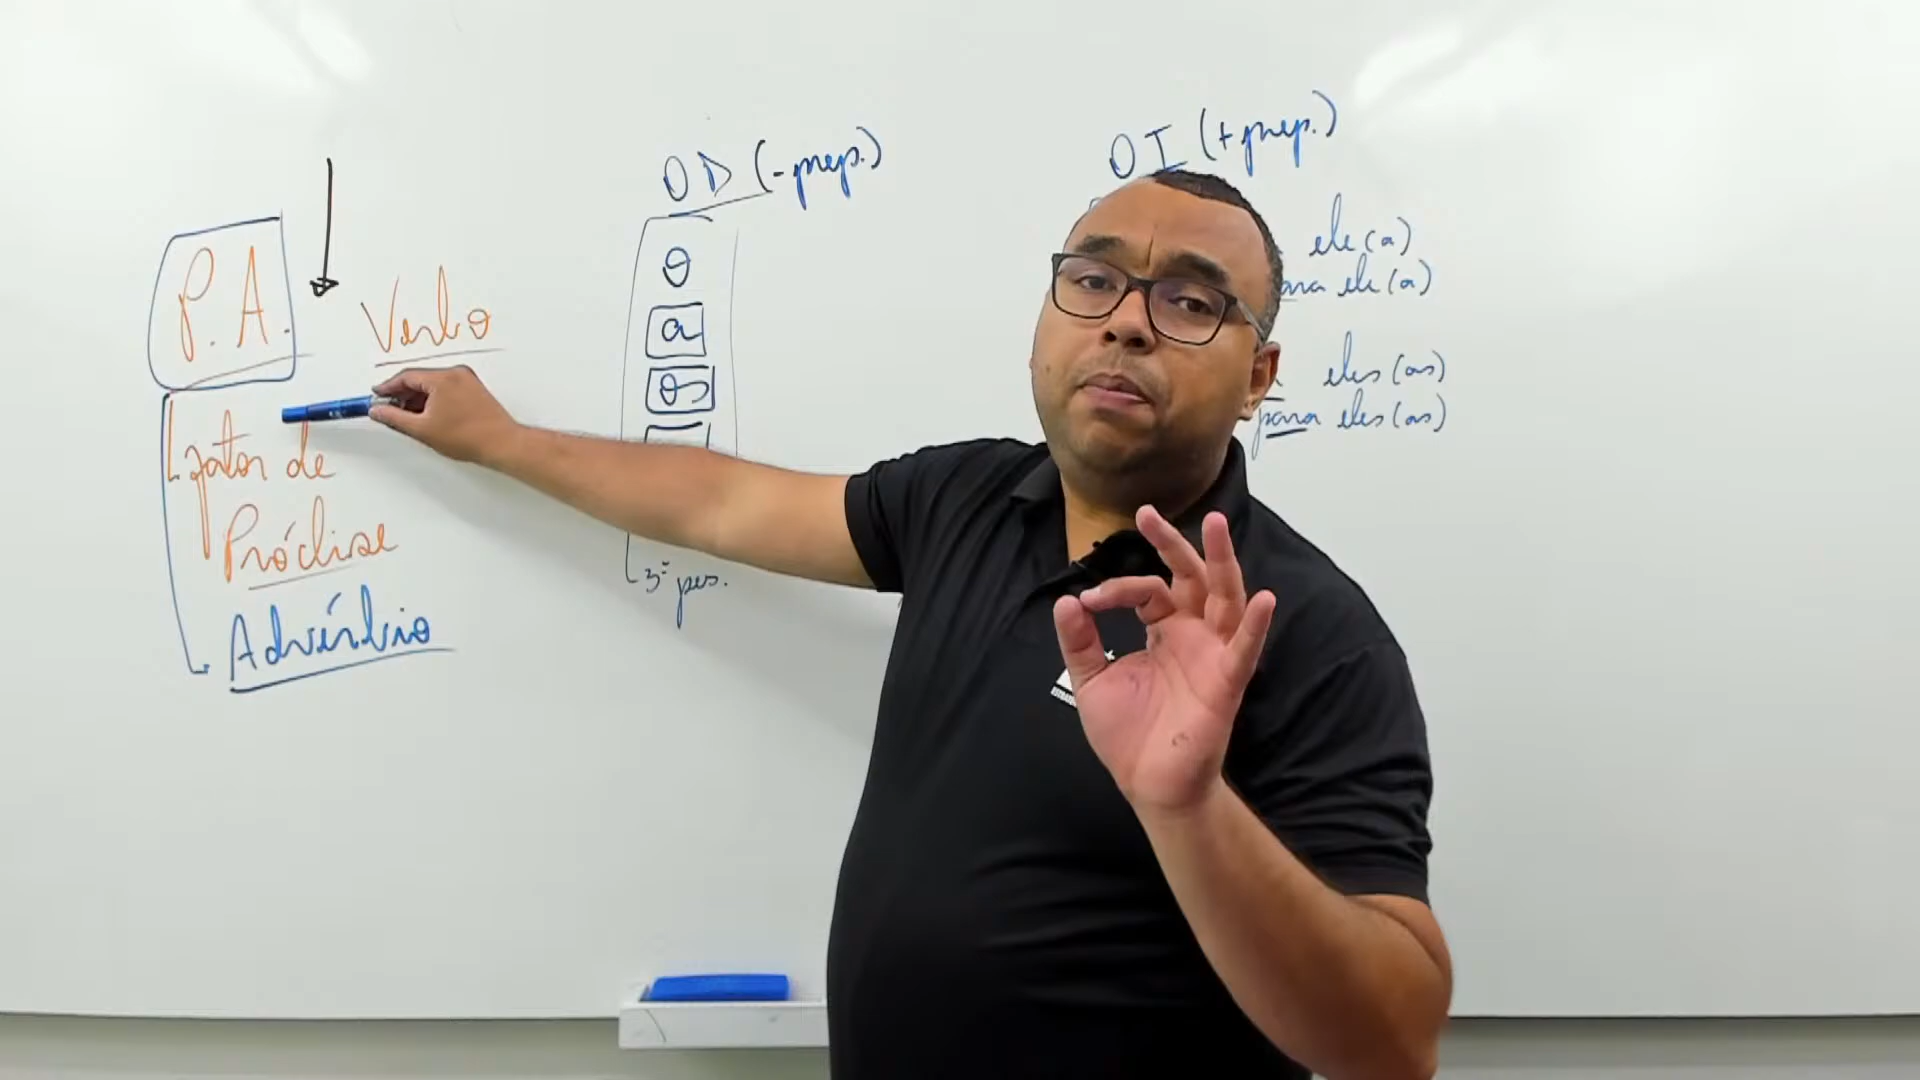 P. A.
Verbo
fator de
Próclise
Advérbio
OD (-prep.)
o
a
os
3ª pes.
OI (+prep.)
ele(a)
para ele(a)
eles(as)
para eles(as)